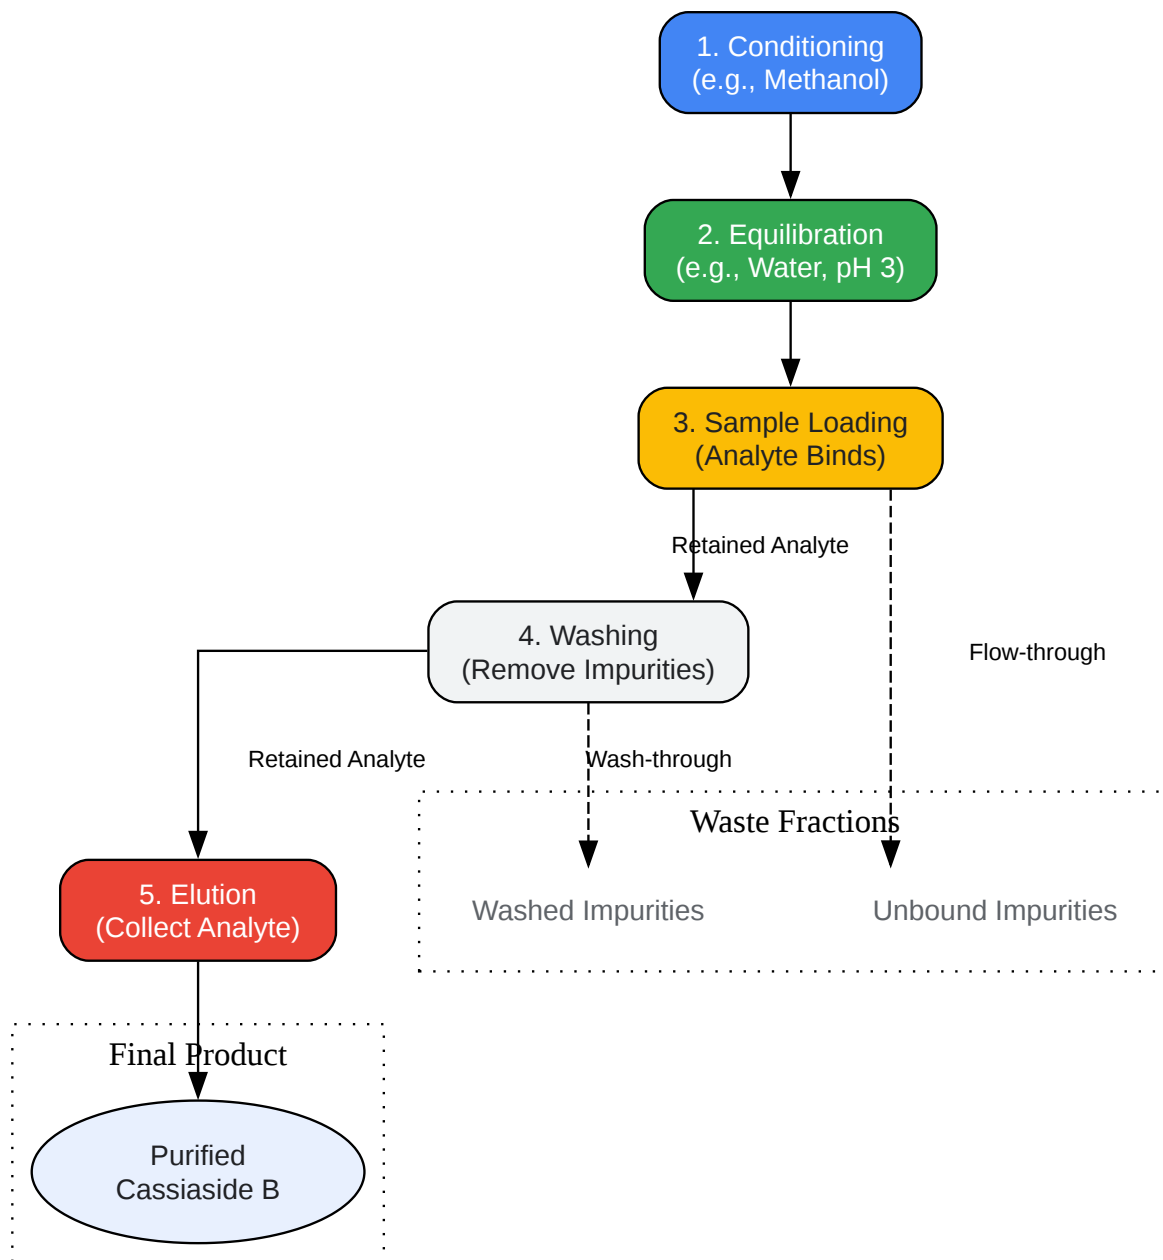 1. Conditioning
(e.g., Methanol)
2. Equilibration
(e.g., Water, pH 3)
3. Sample Loading
(Analyte Binds)
Retained Analyte
4. Washing
(Remove Impurities)
Flow-through
Retained Analyte
Wash-through
Waste Fractions
5. Elution
(Collect Analyte)
Washed Impurities
Unbound Impurities
Final Product
Purified
Cassiaside B